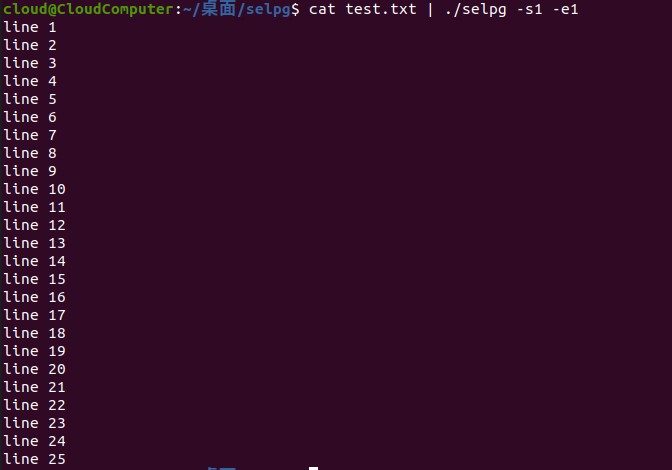 cloud@CloudComputer:~/桌面/selpg$ cat test.txt | ./selpg -s1 -e1
line 1
line 2
line 3
line 4
line 5
line 6
line 7
line 8
line 9
line 10
line 11
line 12
line 13
line 14
line 15
line 16
line 17
line 18
line 19
line 20
line 21
line 22
line 23
line 24
line 25